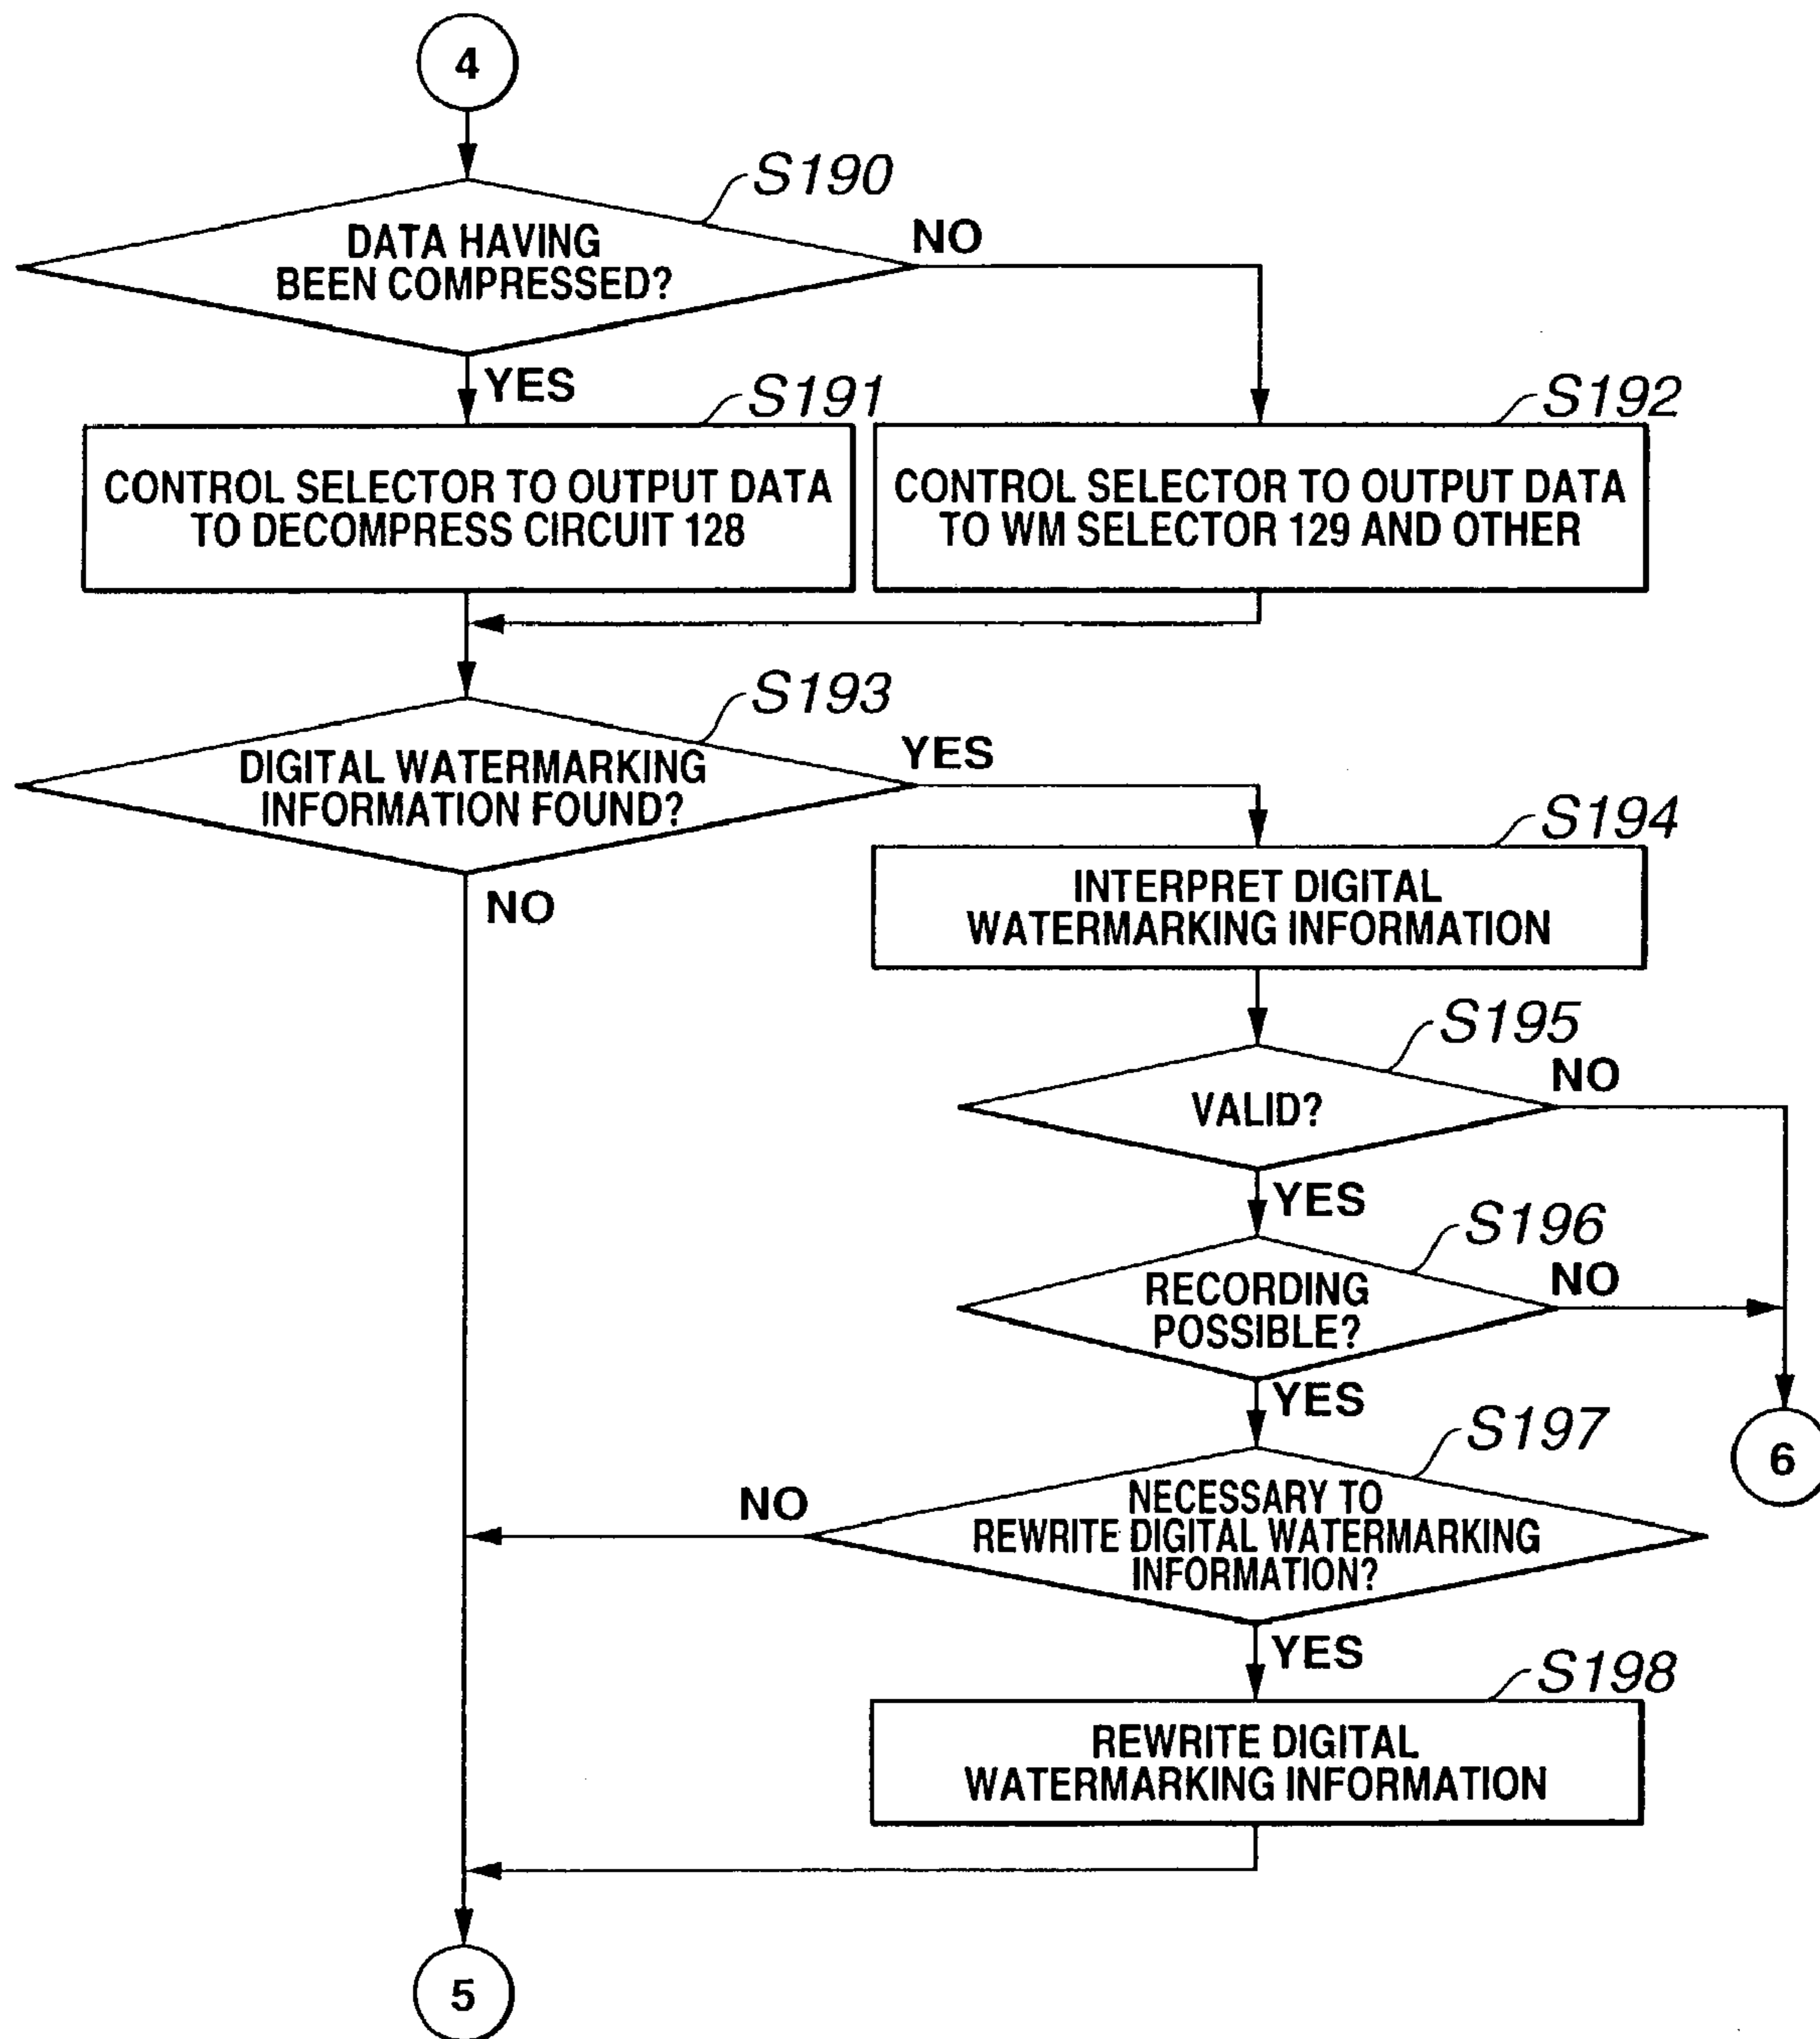 4
S190
DATA HAVING
BEEN COMPRESSED?
NO
YES
S191
S192
CONTROL SELECTOR TO OUTPUT DATA
TO DECOMPRESS CIRCUIT 128
CONTROL SELECTOR TO OUTPUT DATA
TO WM SELECTOR 129 AND OTHER
S193
DIGITAL WATERMARKING
INFORMATION FOUND?
YES
NO
S194
INTERPRET DIGITAL
WATERMARKING INFORMATION
S195
VALID?
NO
YES
S196
RECORDING
POSSIBLE?
NO
YES
S197
NECESSARY TO
REWRITE DIGITAL WATERMARKING
INFORMATION?
NO
6
YES
S198
REWRITE DIGITAL
WATERMARKING INFORMATION
5